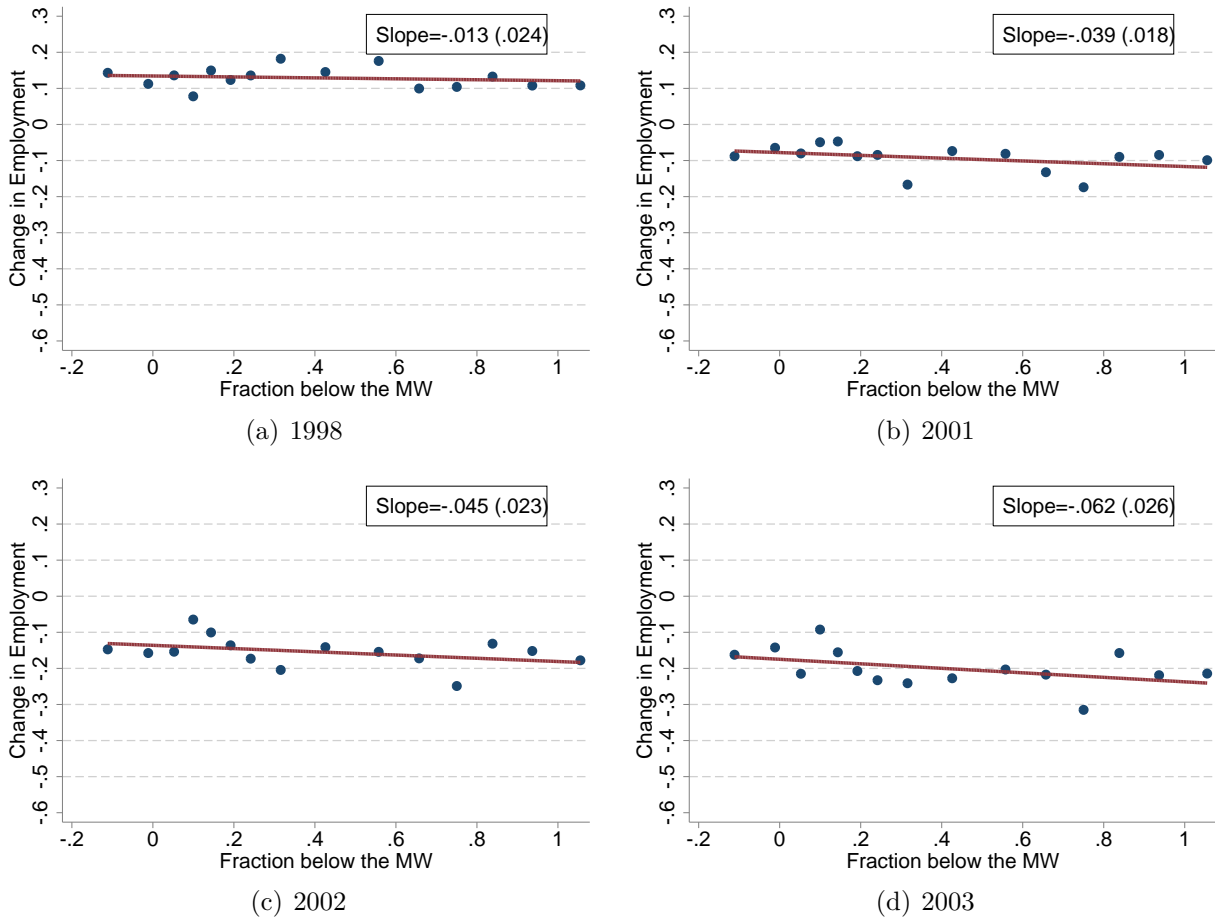 Slope=-.013 (.024)
Change in Employment
.3
.2
.1
0
-.1
-.2
-.3
-.4
-.5
-.6
-.2 0 .2 .4 .6 .8 1
Fraction below the MW
(a) 1998
Slope=-.039 (.018)
Change in Employment
.3
.2
.1
0
-.1
-.2
-.3
-.4
-.5
-.6
-.2 0 .2 .4 .6 .8 1
Fraction below the MW
(b) 2001
Slope=-.045 (.023)
Change in Employment
.3
.2
.1
0
-.1
-.2
-.3
-.4
-.5
-.6
-.2 0 .2 .4 .6 .8 1
Fraction below the MW
(c) 2002
Slope=-.062 (.026)
Change in Employment
.3
.2
.1
0
-.1
-.2
-.3
-.4
-.5
-.6
-.2 0 .2 .4 .6 .8 1
Fraction below the MW
(d) 2003